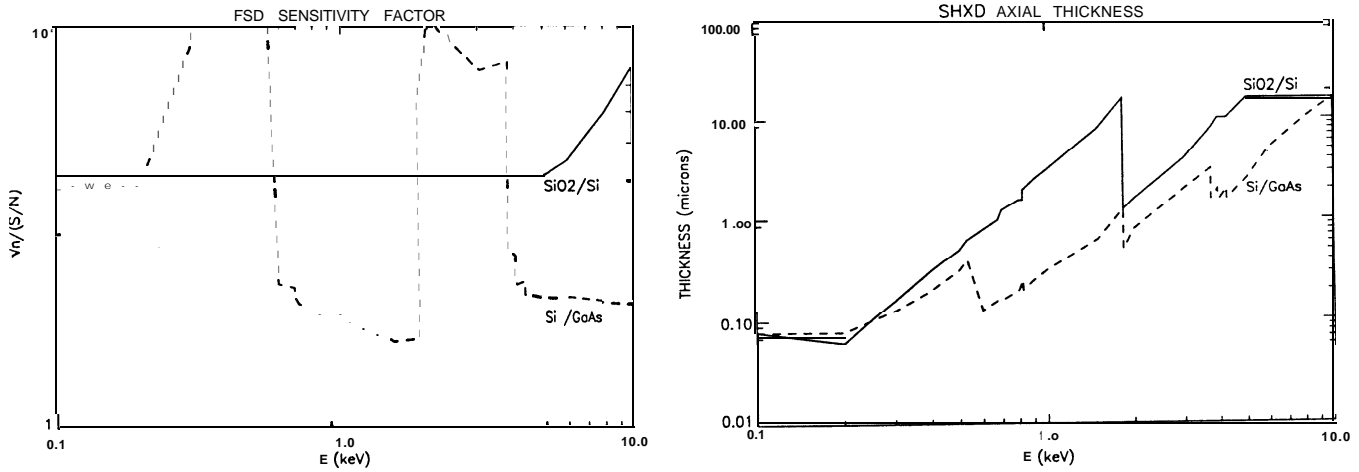 FSD SENSITIVITY FACTOR
10
√n/(S/N)
we
SiO2/Si
Si/GaAs
1
0.1
1.0
10.0
E (keV)
SHXD AXIAL THICKNESS
100.00
10.00
1.00
0.10
0.01
THICKNESS (microns)
SiO2/Si
Si/GaAs
0.1
1.0
10.0
E (keV)